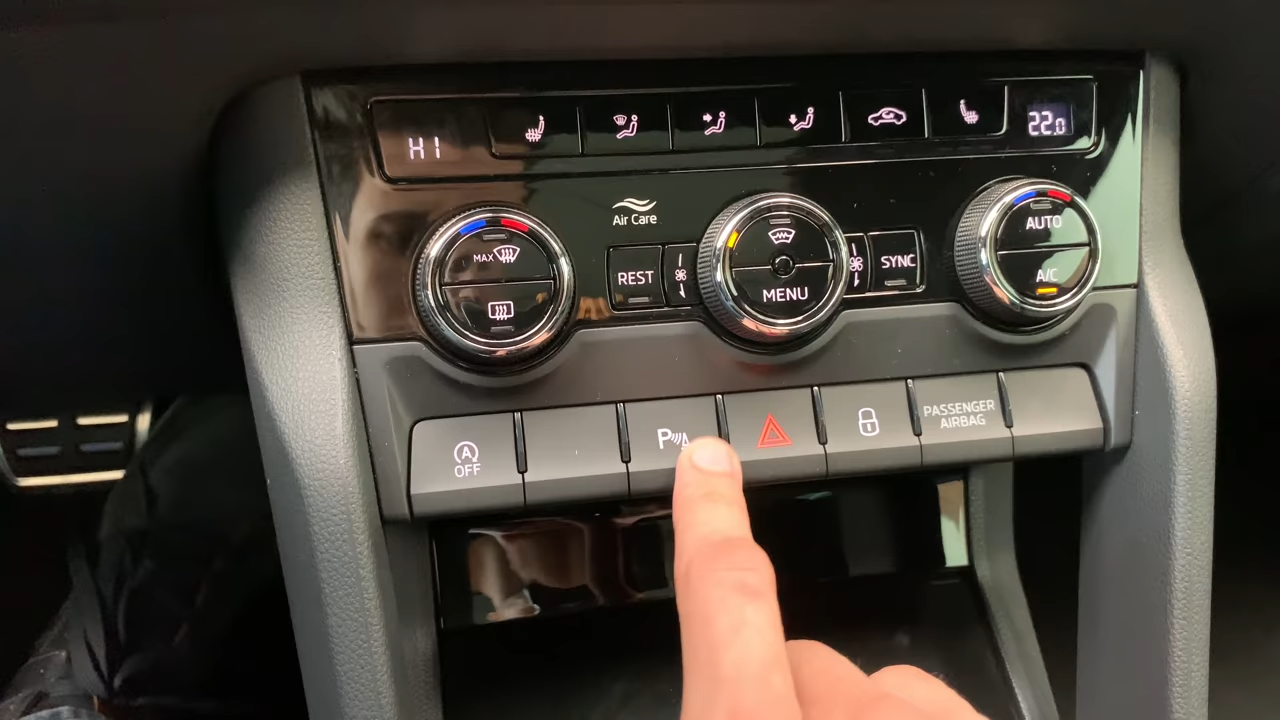 HI
22.0
Air Care
MAX
REST
MENU
SYNC
AUTO
A/C
A
OFF
P
PASSENGER
AIRBAG